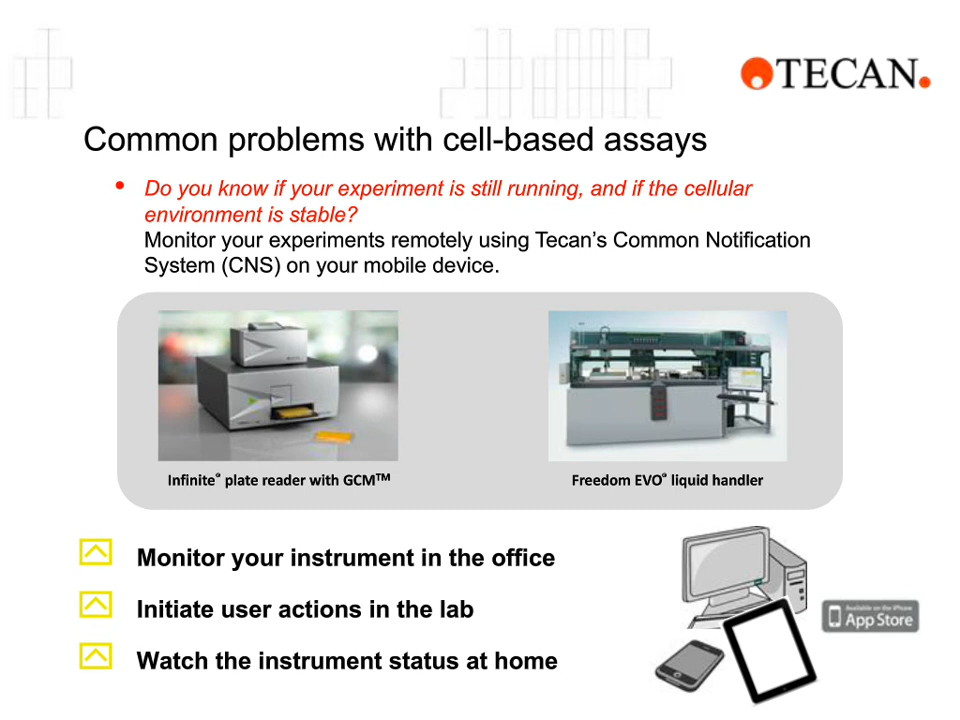 TECAN.
Common problems with cell-based assays
• Do you know if your experiment is still running, and if the cellular
environment is stable?
Monitor your experiments remotely using Tecan’s Common Notification
System (CNS) on your mobile device.
Infinite® plate reader with GCM™
Freedom EVO® liquid handler
Monitor your instrument in the office
Initiate user actions in the lab
Watch the instrument status at home
Available on the iPhone
App Store